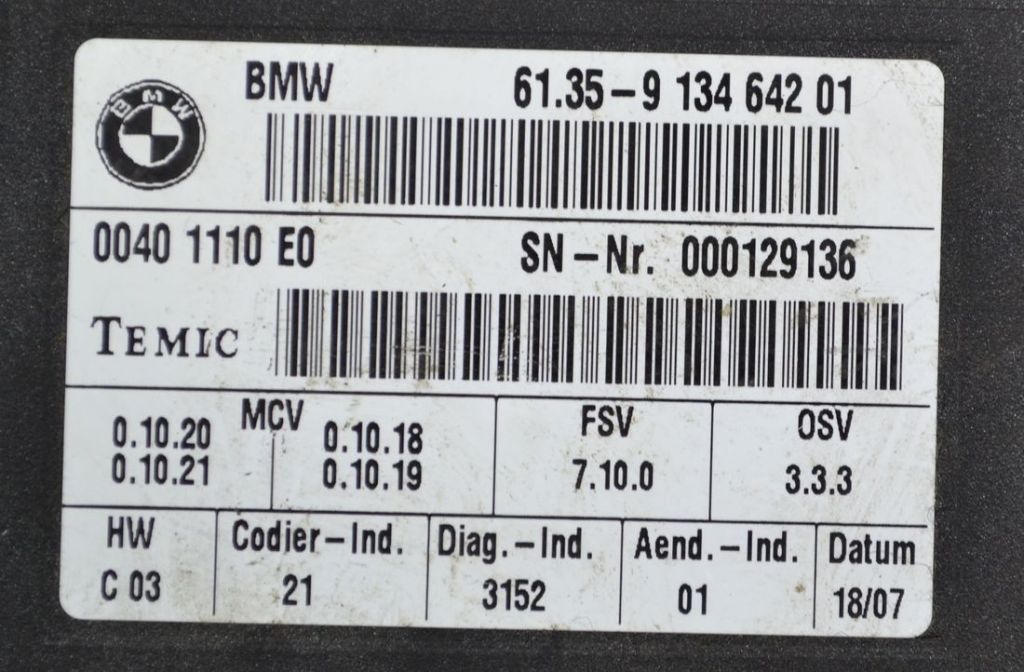 BMW
BMW 61.35-9 134 642 01
0040 1110 E0 SN-Nr. 000129136
TEMIC
MCV FSV OSV
0.10.20 0.10.18
0.10.21 0.10.19 7.10.0 3.3.3
HW Codier-Ind. Diag.-Ind. Aend.-Ind. Datum
C 03 21 3152 01 18/07